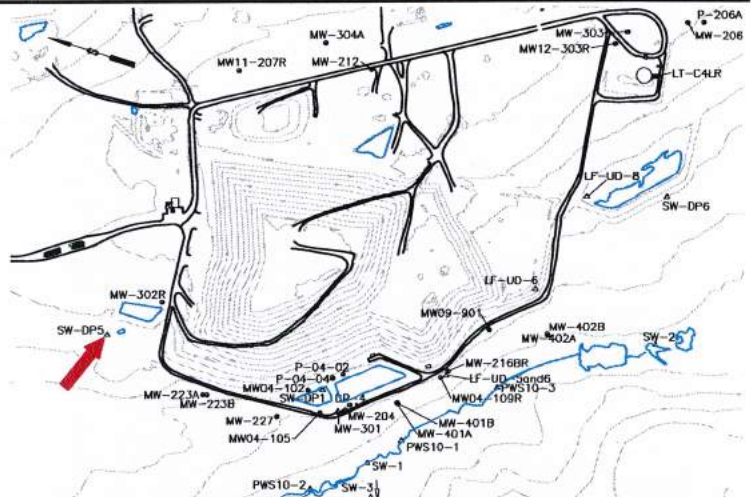 P-206A
MW-304A
MW-303
MW-206
MW12-303R
MW11-207R
MW-212
LT-C4LR
LF-UD-8
SW-DP6
LF-UD-6
MW-302R
SW-DP5
MW09-901
MW-402B
MW-402A
SW-2
P-04-02
P-04-04
MW-216BR
MW04-102
LF-UD-5and6
MW-223A
SW-DP1
DP-4
PWS10-3
MW-223B
MW04-109R
MW-204
MW-227
MW-401B
MW-301
MW04-105
MW-401A
PWS10-1
SW-1
PWS10-2
SW-3